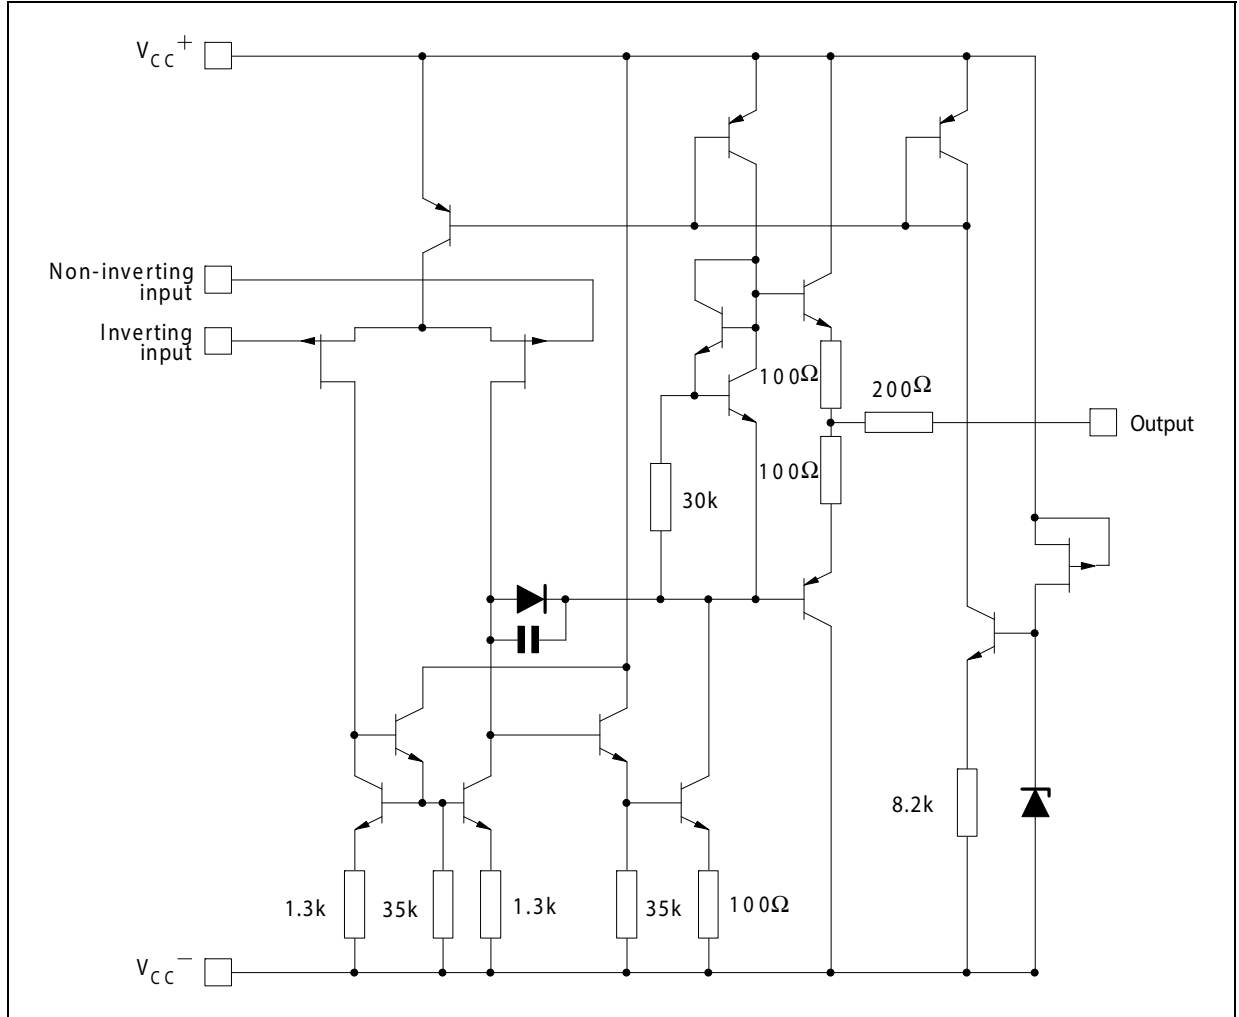 VCC+
Non-inverting
input
Inverting
input
100Ω
200Ω
Output
100Ω
30k
8.2k
1.3k
35k
1.3k
35k
100Ω
VCC−